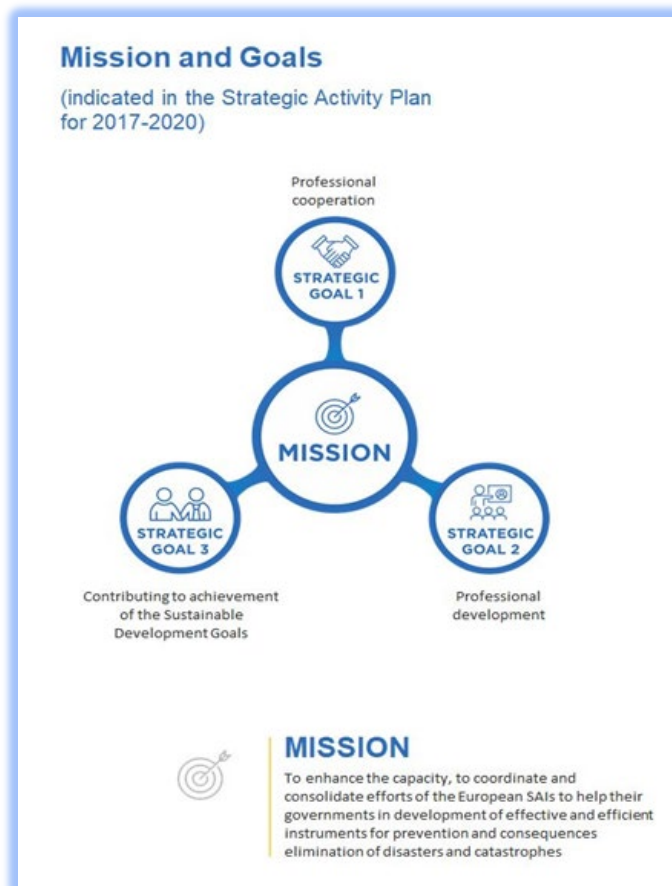 Mission and Goals
(indicated in the Strategic Activity Plan
for 2017-2020)
Professional
cooperation
STRATEGIC
GOAL 1
MISSION
STRATEGIC
GOAL 3
STRATEGIC
GOAL 2
Contributing to achievement
of the Sustainable
Development Goals
Professional
development
MISSION
To enhance the capacity, to coordinate and
consolidate efforts of the European SAIs to help their
governments in development of effective and efficient
instruments for prevention and consequences
elimination of disasters and catastrophes